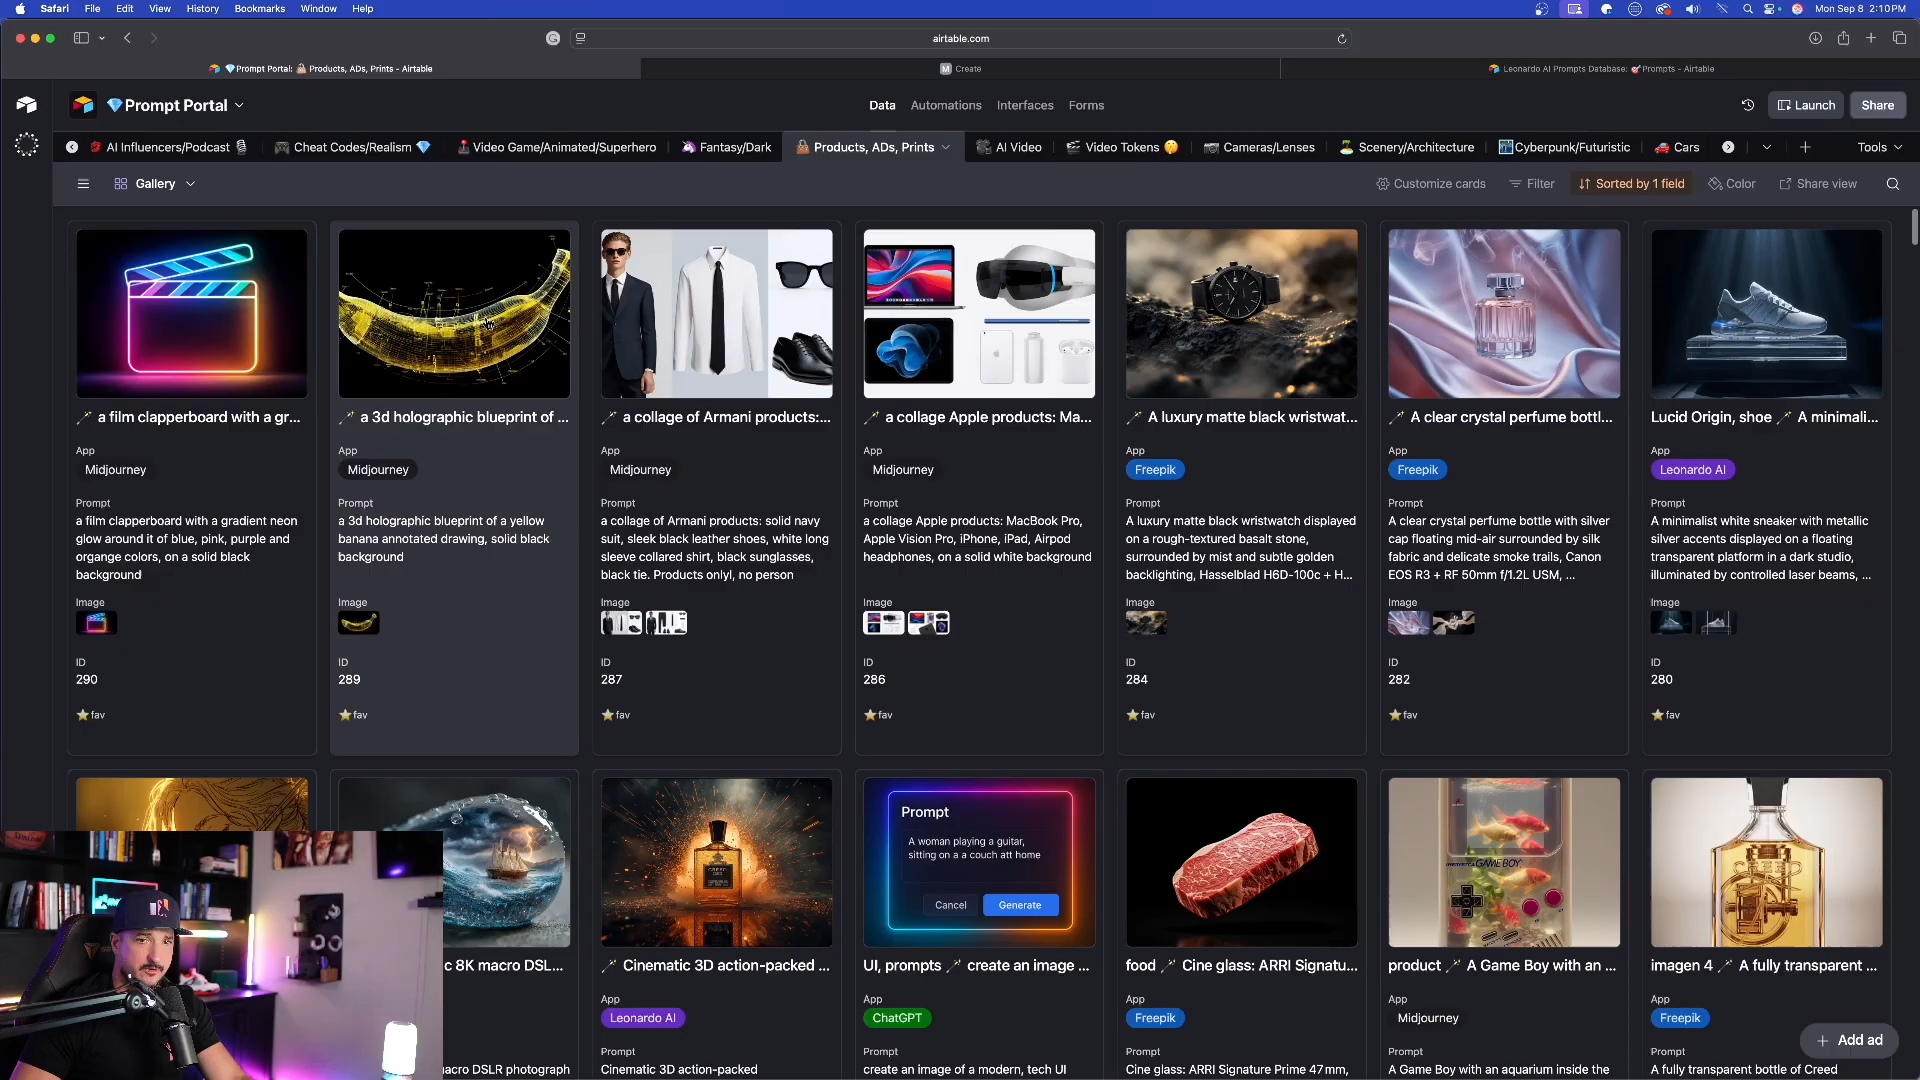 Safari File Edit View History Bookmarks Window Help
Mon Sep 8 2:10 PM
airtable.com
💎Prompt Portal: 👜 Products, ADs, Prints - Airtable
M Create
Leonardo AI Prompts Database: 🎯Prompts - Airtable
💎Prompt Portal
Data Automations Interfaces Forms
Launch Share
AI Influencers/Podcast Cheat Codes/Realism Video Game/Animated/Superhero Fantasy/Dark Products, ADs, Prints AI Video Video Tokens Cameras/Lenses Scenery/Architecture Cyberpunk/Futuristic Cars Tools
Gallery
Customize cards Filter Sorted by 1 field Color Share view
a film clapperboard with a gr...
App
Midjourney
Prompt
a film clapperboard with a gradient neon
glow around it of blue, pink, purple and
organge colors, on a solid black
background
Image
ID
290
⭐ fav
a 3d holographic blueprint of ...
App
Midjourney
Prompt
a 3d holographic blueprint of a yellow
banana annotated drawing, solid black
background
Image
ID
289
⭐ fav
a collage of Armani products:...
App
Midjourney
Prompt
a collage of Armani products: solid navy
suit, sleek black leather shoes, white long
sleeve collared shirt, black sunglasses,
black tie. Products onlyl, no person
Image
ID
287
⭐ fav
a collage Apple products: Ma...
App
Midjourney
Prompt
a collage Apple products: MacBook Pro,
Apple Vision Pro, iPhone, iPad, Airpod
headphones, on a solid white background
Image
ID
286
⭐ fav
A luxury matte black wristwat...
App
Freepik
Prompt
A luxury matte black wristwatch displayed
on a rough-textured basalt stone,
surrounded by mist and subtle golden
backlighting, Hasselblad H6D-100c + H...
Image
ID
284
⭐ fav
A clear crystal perfume bottl...
App
Freepik
Prompt
A clear crystal perfume bottle with silver
cap floating mid-air surrounded by silk
fabric and delicate smoke trails, Canon
EOS R3 + RF 50mm f/1.2L USM, ...
Image
ID
282
⭐ fav
Lucid Origin, shoe 🪄 A minimali...
App
Leonardo AI
Prompt
A minimalist white sneaker with metallic
silver accents displayed on a floating
transparent platform in a dark studio,
illuminated by controlled laser beams, ...
Image
ID
280
⭐ fav
c 8K macro DSL...
acro DSLR photograph
CREED
Cinematic 3D action-packed ...
App
Leonardo AI
Prompt
Cinematic 3D action-packed
Prompt
A woman playing a guitar,
sitting on a a couch att home
Cancel Generate
UI, prompts 🪄 create an image ...
App
ChatGPT
Prompt
create an image of a modern, tech UI
food 🪄 Cine glass: ARRI Signatu...
App
Freepik
Prompt
Cine glass: ARRI Signature Prime 47mm,
GAME BOY
product 🪄 A Game Boy with an ...
App
Midjourney
Prompt
A Game Boy with an aquarium inside the
imagen 4 🪄 A fully transparent ...
App
Freepik
Prompt
A fully transparent bottle of Creed
+ Add ad